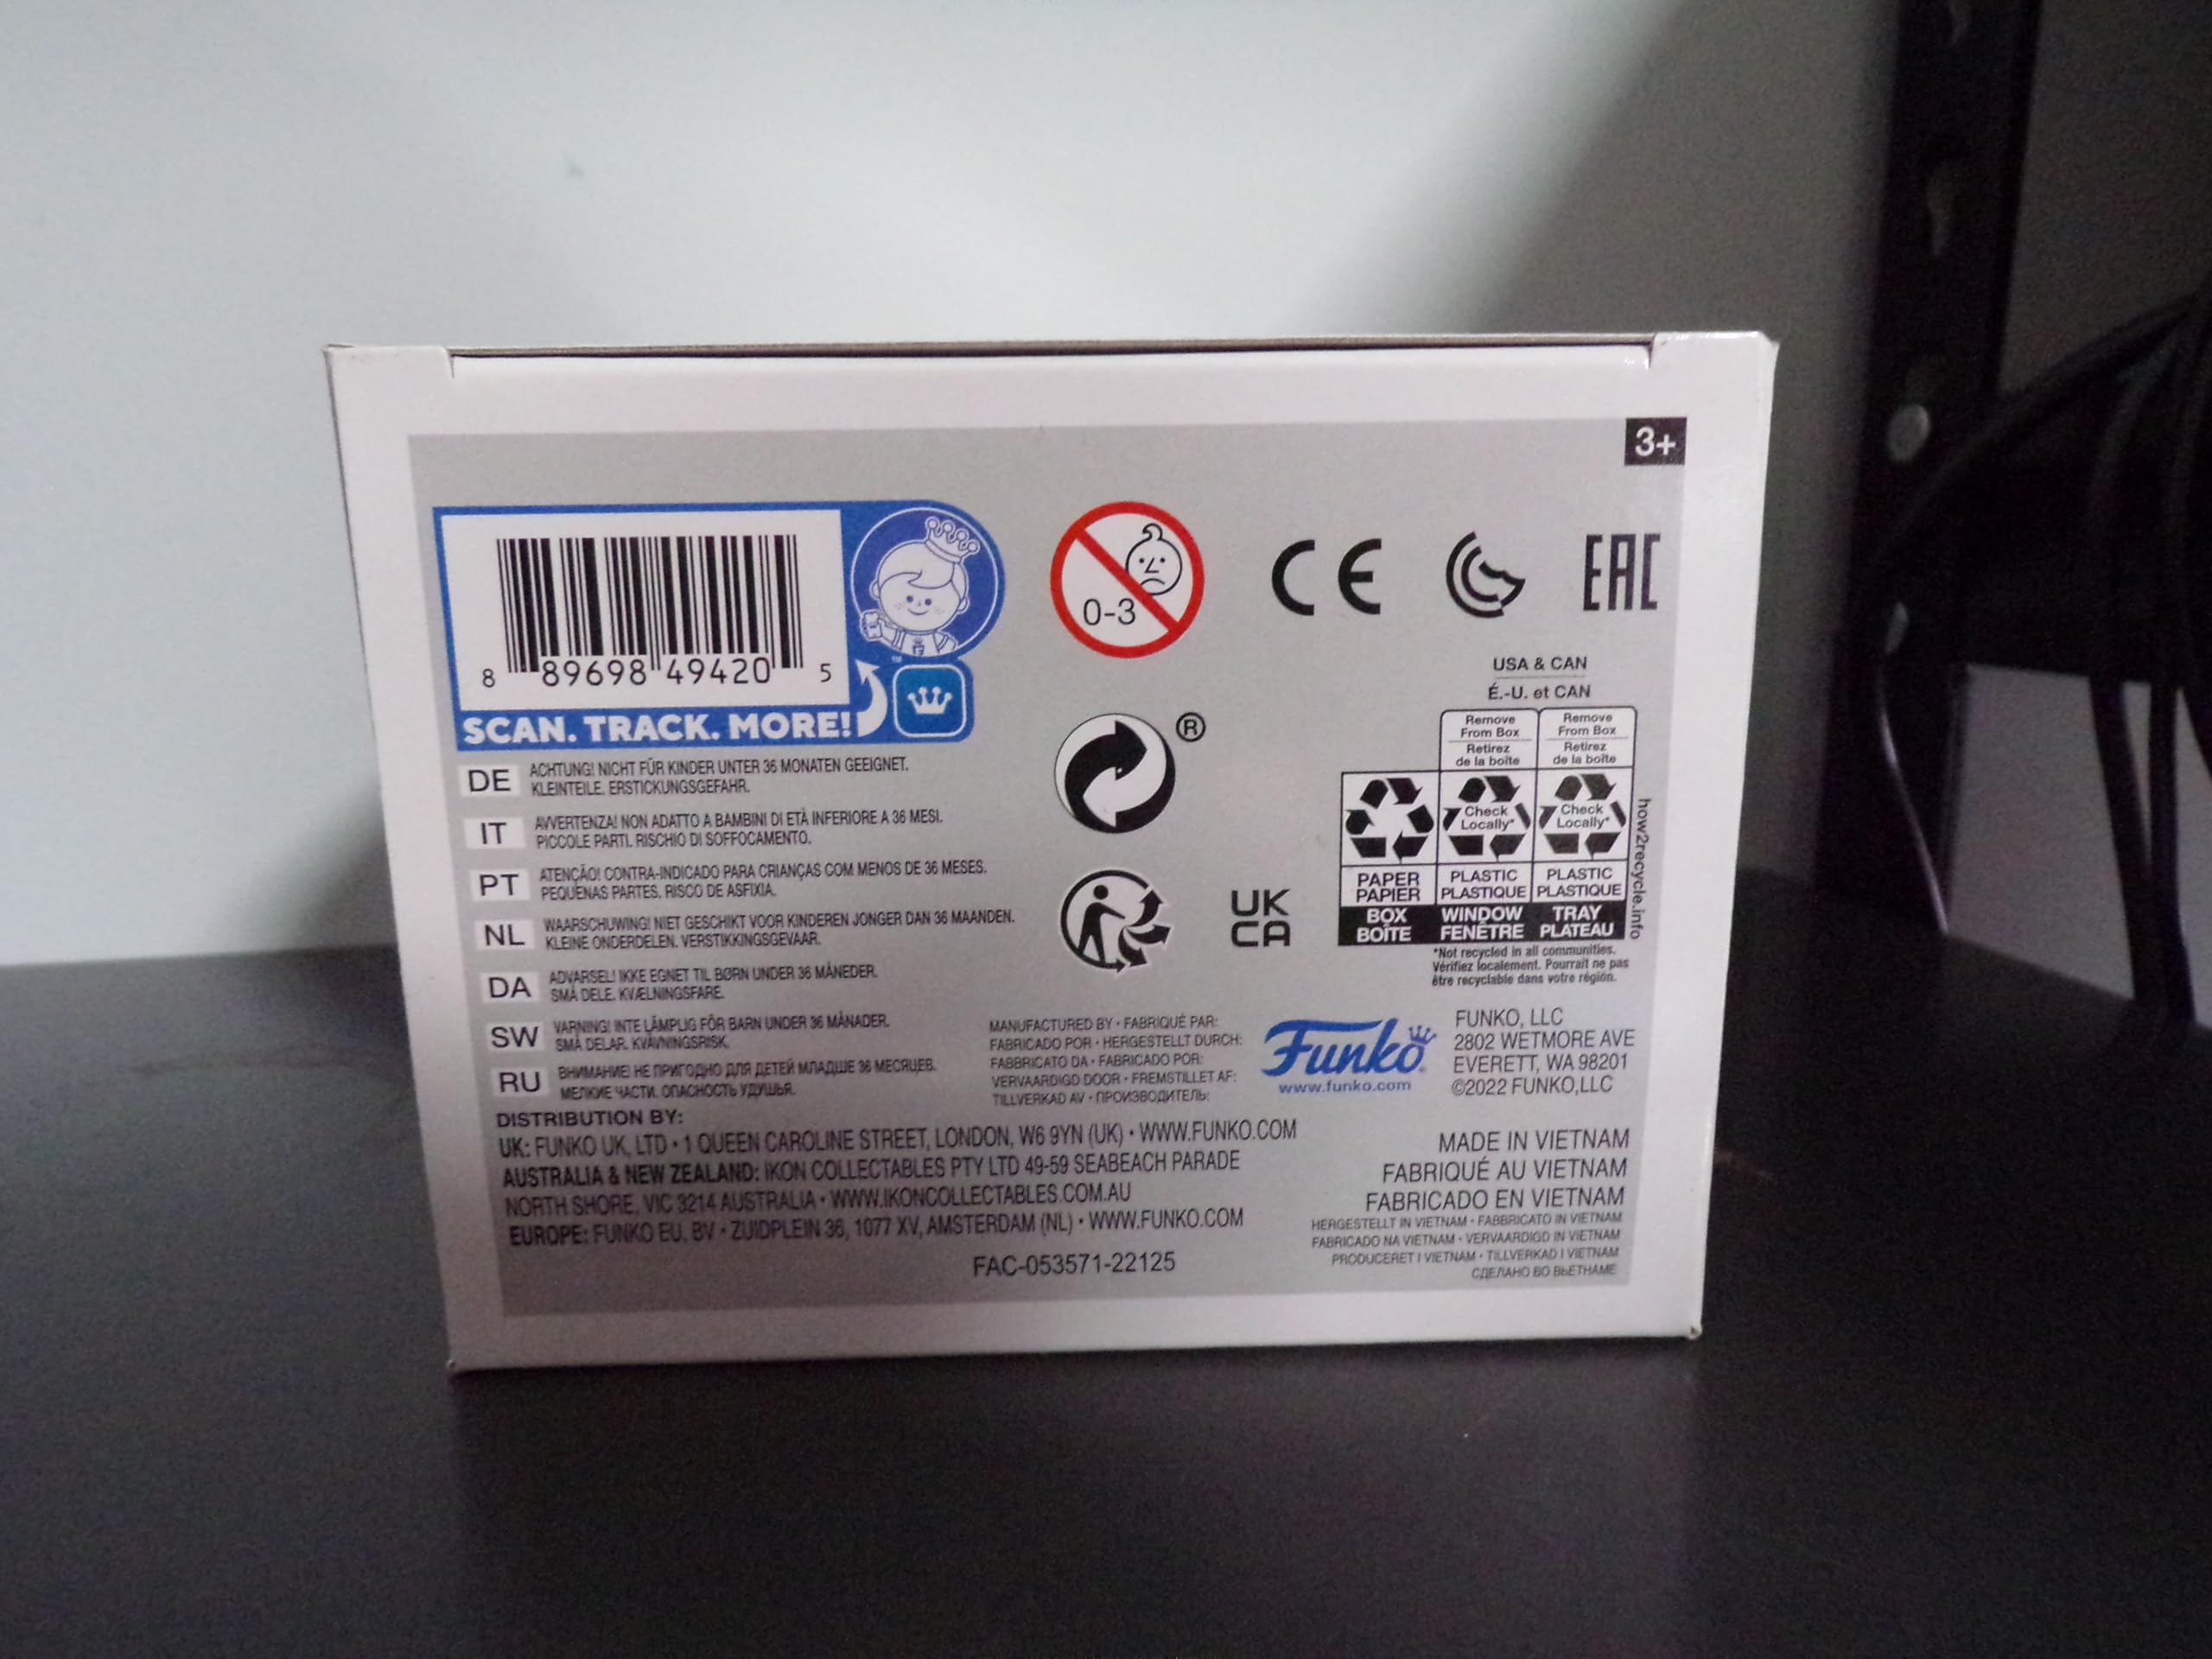 3+
8 89698 49420 5
SCAN. TRACK. MORE!
™
0-3
CE
EAC
DE ACHTUNG! NICHT FÜR KINDER UNTER 36 MONATEN GEEIGNET.
KLEINTEILE. ERSTICKUNGSGEFAHR.
IT AVVERTENZA! NON ADATTO A BAMBINI DI ETÀ INFERIORE A 36 MESI.
PICCOLE PARTI. RISCHIO DI SOFFOCAMENTO.
PT ATENÇÃO! CONTRA-INDICADO PARA CRIANÇAS COM MENOS DE 36 MESES.
PEQUENAS PARTES. RISCO DE ASFIXIA.
NL WAARSCHUWING! NIET GESCHIKT VOOR KINDEREN JONGER DAN 36 MAANDEN.
KLEINE ONDERDELEN. VERSTIKKINGSGEVAAR.
DA ADVARSEL! IKKE EGNET TIL BØRN UNDER 36 MÅNEDER.
SMÅ DELE. KVÆLNINGSFARE.
SW VARNING! INTE LÄMPLIG FÖR BARN UNDER 36 MÅNADER.
SMÅ DELAR. KVÄVNINGSRISK.
RU ВНИМАНИЕ! НЕ ПРИГОДНО ДЛЯ ДЕТЕЙ МЛАДШЕ 36 МЕСЯЦЕВ.
МЕЛКИЕ ЧАСТИ. ОПАСНОСТЬ УДУШЬЯ.
®
UK
CA
USA & CAN
É.-U. et CAN
Remove From Box Retirez de la boîte
Remove From Box Retirez de la boîte
Check Locally*
Check Locally*
PAPER PAPIER
PLASTIC PLASTIQUE
PLASTIC PLASTIQUE
BOX BOÎTE
WINDOW FENÊTRE
TRAY PLATEAU
how2recycle.info
*Not recycled in all communities.
Vérifiez localement. Pourrait ne pas
être recyclable dans votre région.
MANUFACTURED BY • FABRIQUÉ PAR:
FABRICADO POR • HERGESTELLT DURCH:
FABBRICATO DA • FABRICADO POR:
VERVAARDIGD DOOR • FREMSTILLET AF:
TILLVERKAD AV • ПРОИЗВОДИТЕЛЬ:
Funko
www.funko.com
FUNKO, LLC
2802 WETMORE AVE
EVERETT, WA 98201
©2022 FUNKO,LLC
DISTRIBUTION BY:
UK: FUNKO UK, LTD • 1 QUEEN CAROLINE STREET, LONDON, W6 9YN (UK) • WWW.FUNKO.COM
AUSTRALIA & NEW ZEALAND: IKON COLLECTABLES PTY LTD 49-59 SEABEACH PARADE
NORTH SHORE, VIC 3214 AUSTRALIA • WWW.IKONCOLLECTABLES.COM.AU
EUROPE: FUNKO EU, BV • ZUIDPLEIN 36, 1077 XV, AMSTERDAM (NL) • WWW.FUNKO.COM
FAC-053571-22125
MADE IN VIETNAM
FABRIQUÉ AU VIETNAM
FABRICADO EN VIETNAM
HERGESTELLT IN VIETNAM • FABBRICATO IN VIETNAM
FABRICADO NA VIETNAM • VERVAARDIGD IN VIETNAM
PRODUCERET I VIETNAM • TILLVERKAD I VIETNAM
СДЕЛАНО ВО ВЬЕТНАМЕ